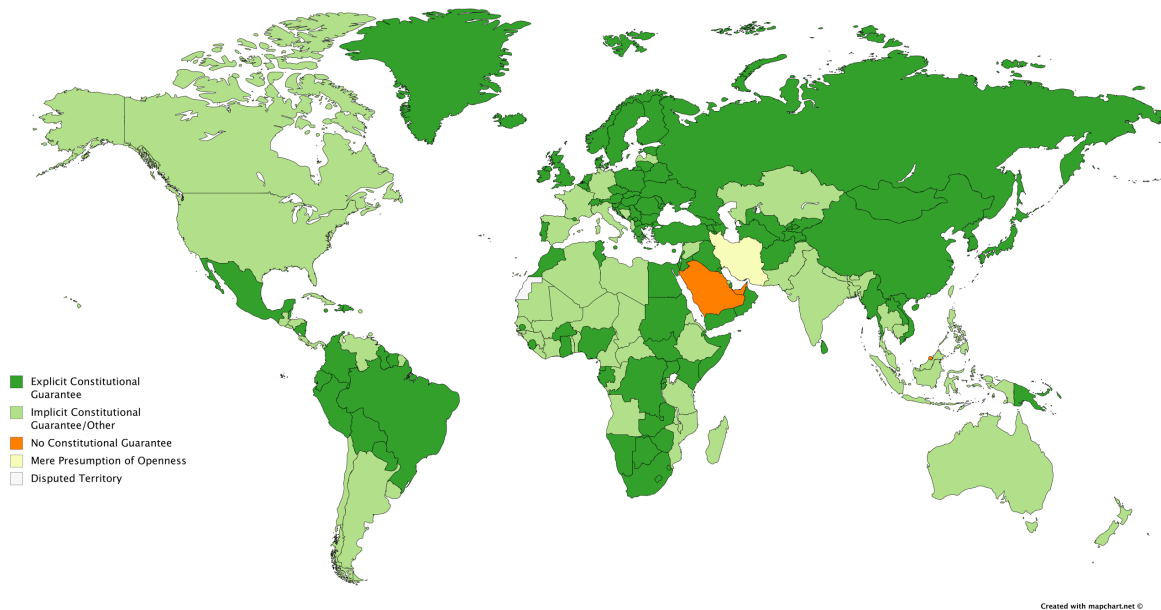 Explicit Constitutional
Guarantee
Implicit Constitutional
Guarantee/Other
No Constitutional Guarantee
Mere Presumption of Openness
Disputed Territory
Created with mapchart.net ©